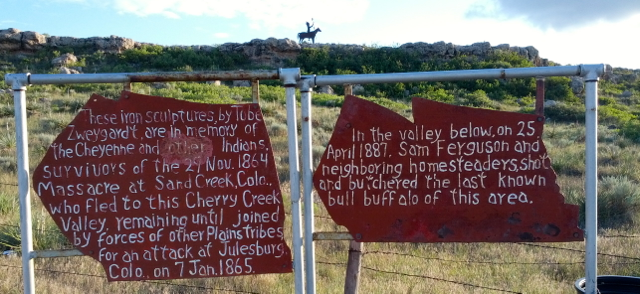 These iron sculptures, by Tobe
Zweygardt, are in memory of
the Cheyenne and other Indians,
survivors of the 29 Nov. 1864
Massacre at Sand Creek, Colo.,
who fled to this Cherry Creek
Valley, remaining until joined
by forces of other Plains tribes
for an attack at Julesburg,
Colo., on 7 Jan. 1865.
In the valley below, on 25
April 1887, Sam Ferguson and
neighboring homesteaders, shot
and butchered the last known
bull buffalo of this area.